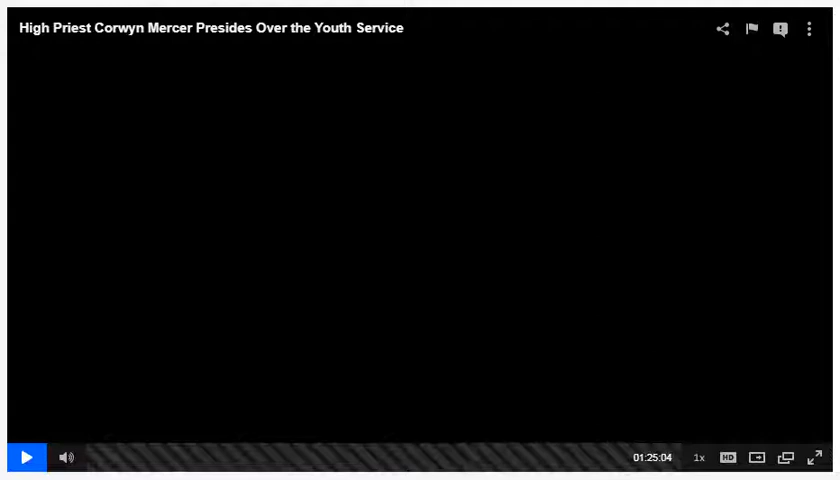 High Priest Corwyn Mercer Presides Over the Youth Service
01:25:04 1x HD